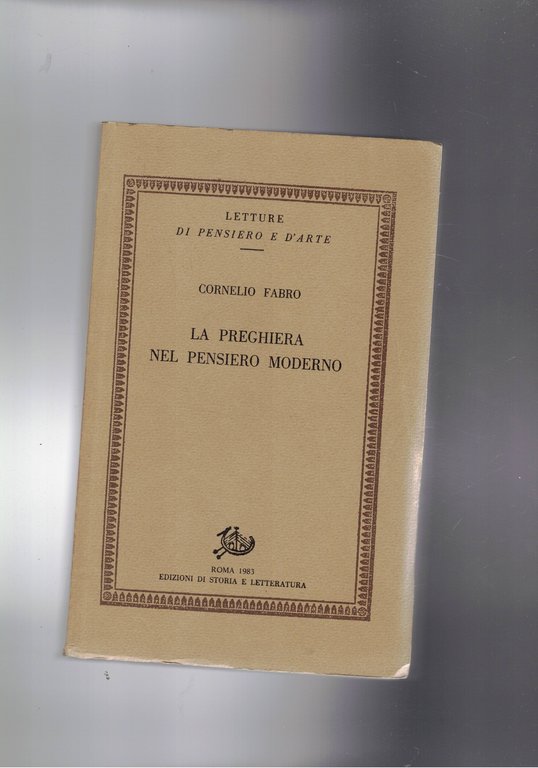 LETTURE
DI PENSIERO E D'ARTE
CORNELIO FABRO
LA PREGHIERA
NEL PENSIERO MODERNO
ROMA 1983
EDIZIONI DI STORIA E LETTERATURA